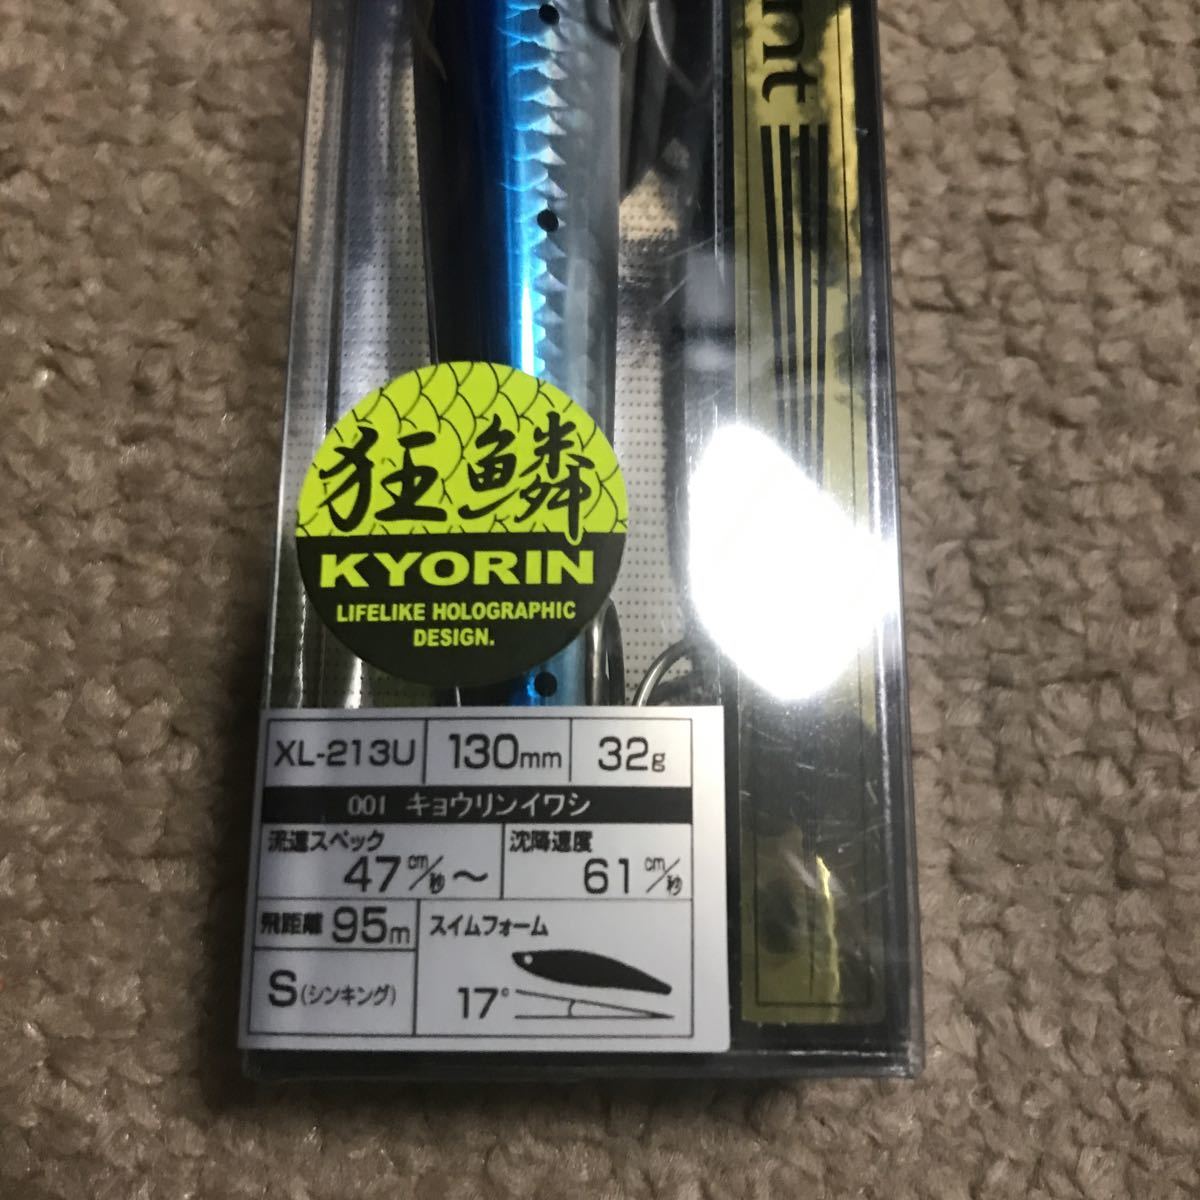 nt
狂鱗
KYORIN
LIFELIKE HOLOGRAPHIC
DESIGN.
XL-213U 130mm 32g
001 キョウリンイワシ
流速スペック 沈降速度
47cm/秒～ 61cm/秒
飛距離 95m スイムフォーム
S(シンキング) 17°